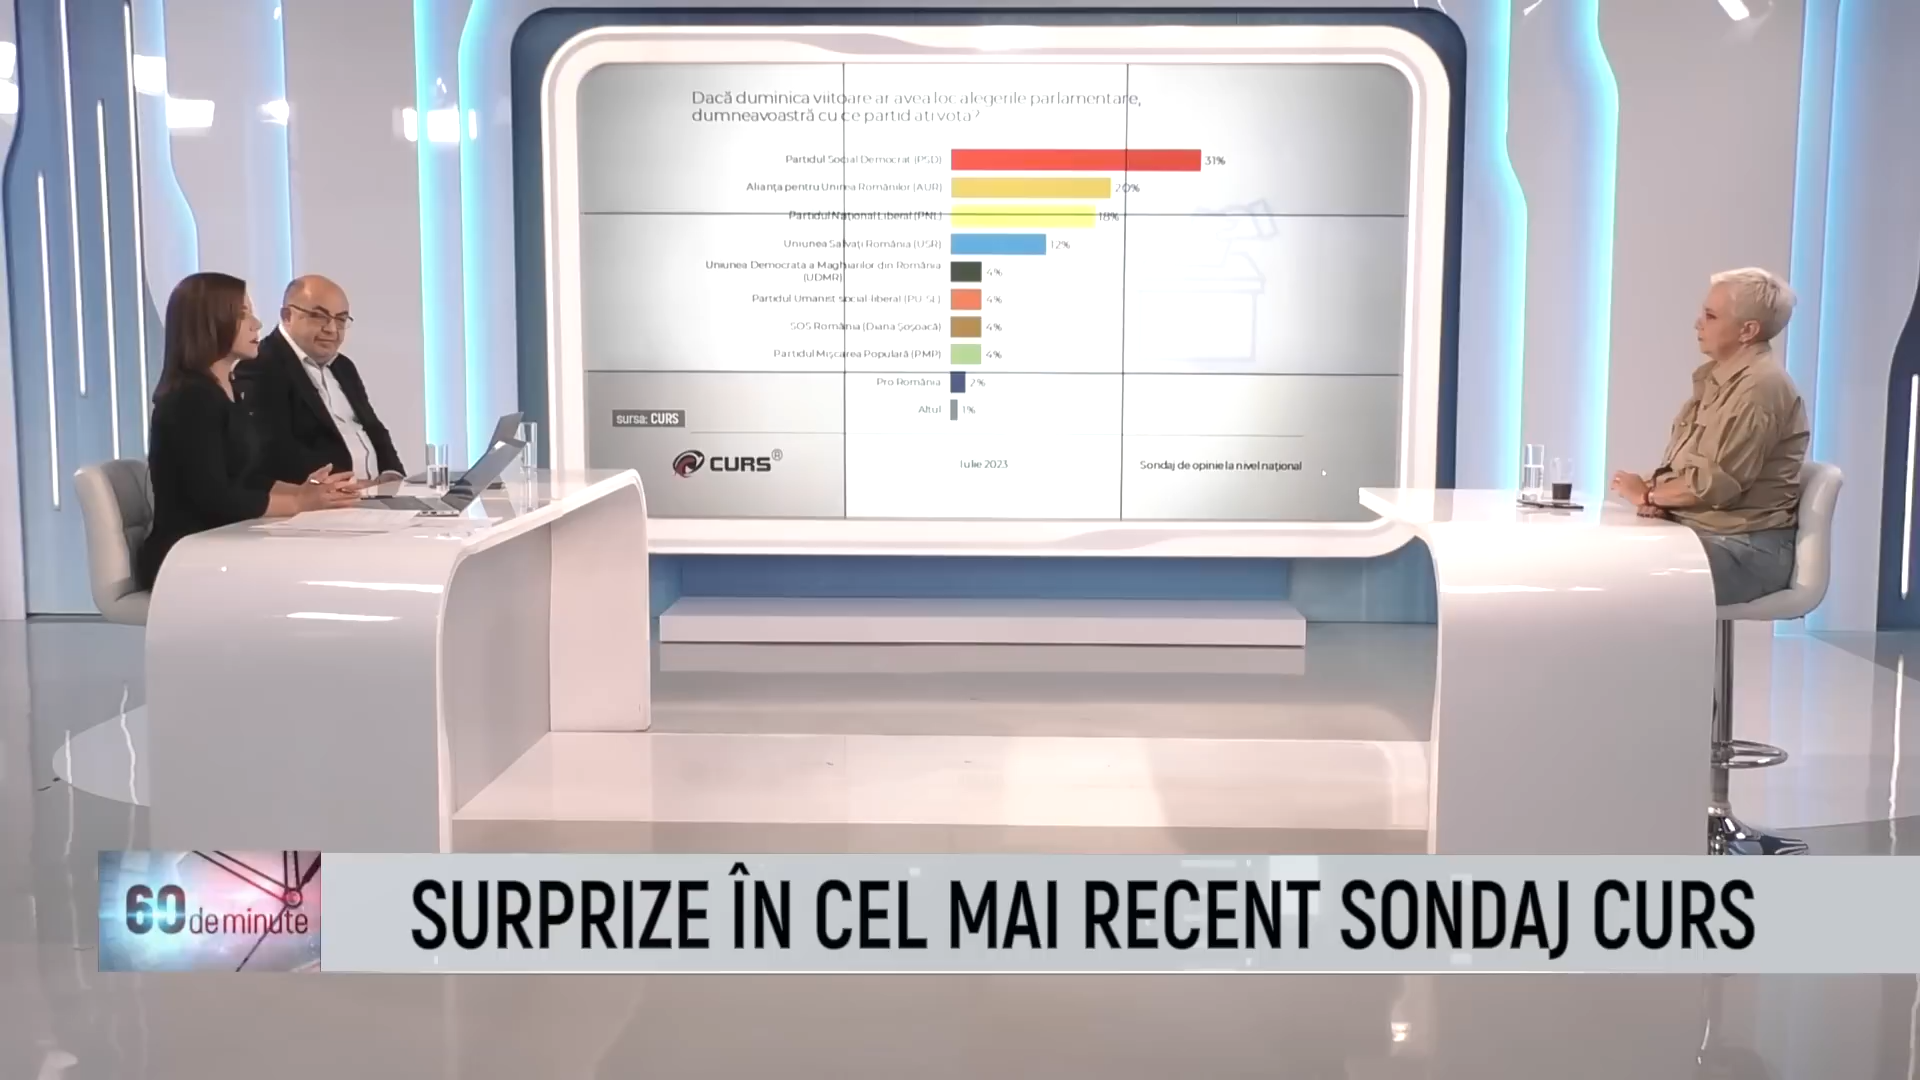 Dacă duminica viitoare ar avea loc alegerile parlamentare,
dumneavoastră cu ce partid ati vota?
Partidul Social Democrat (PSD) 31%
Alianța pentru Unirea Românilor (AUR) 20%
Partidul Național Liberal (PNL) 18%
Uniunea Salvați România (USR) 12%
Uniunea Democrata a Maghiarilor din România
(UDMR) 4%
Partidul Umanist social-liberal (PU-SL) 4%
SOS România (Diana Șoșoacă) 4%
Partidul Mișcarea Populară (PMP) 4%
Pro România 2%
Altul 1%
sursa: CURS
CURS®
Iulie 2023
Sondaj de opinie la nivel național
60 de minute
SURPRIZE ÎN CEL MAI RECENT SONDAJ CURS